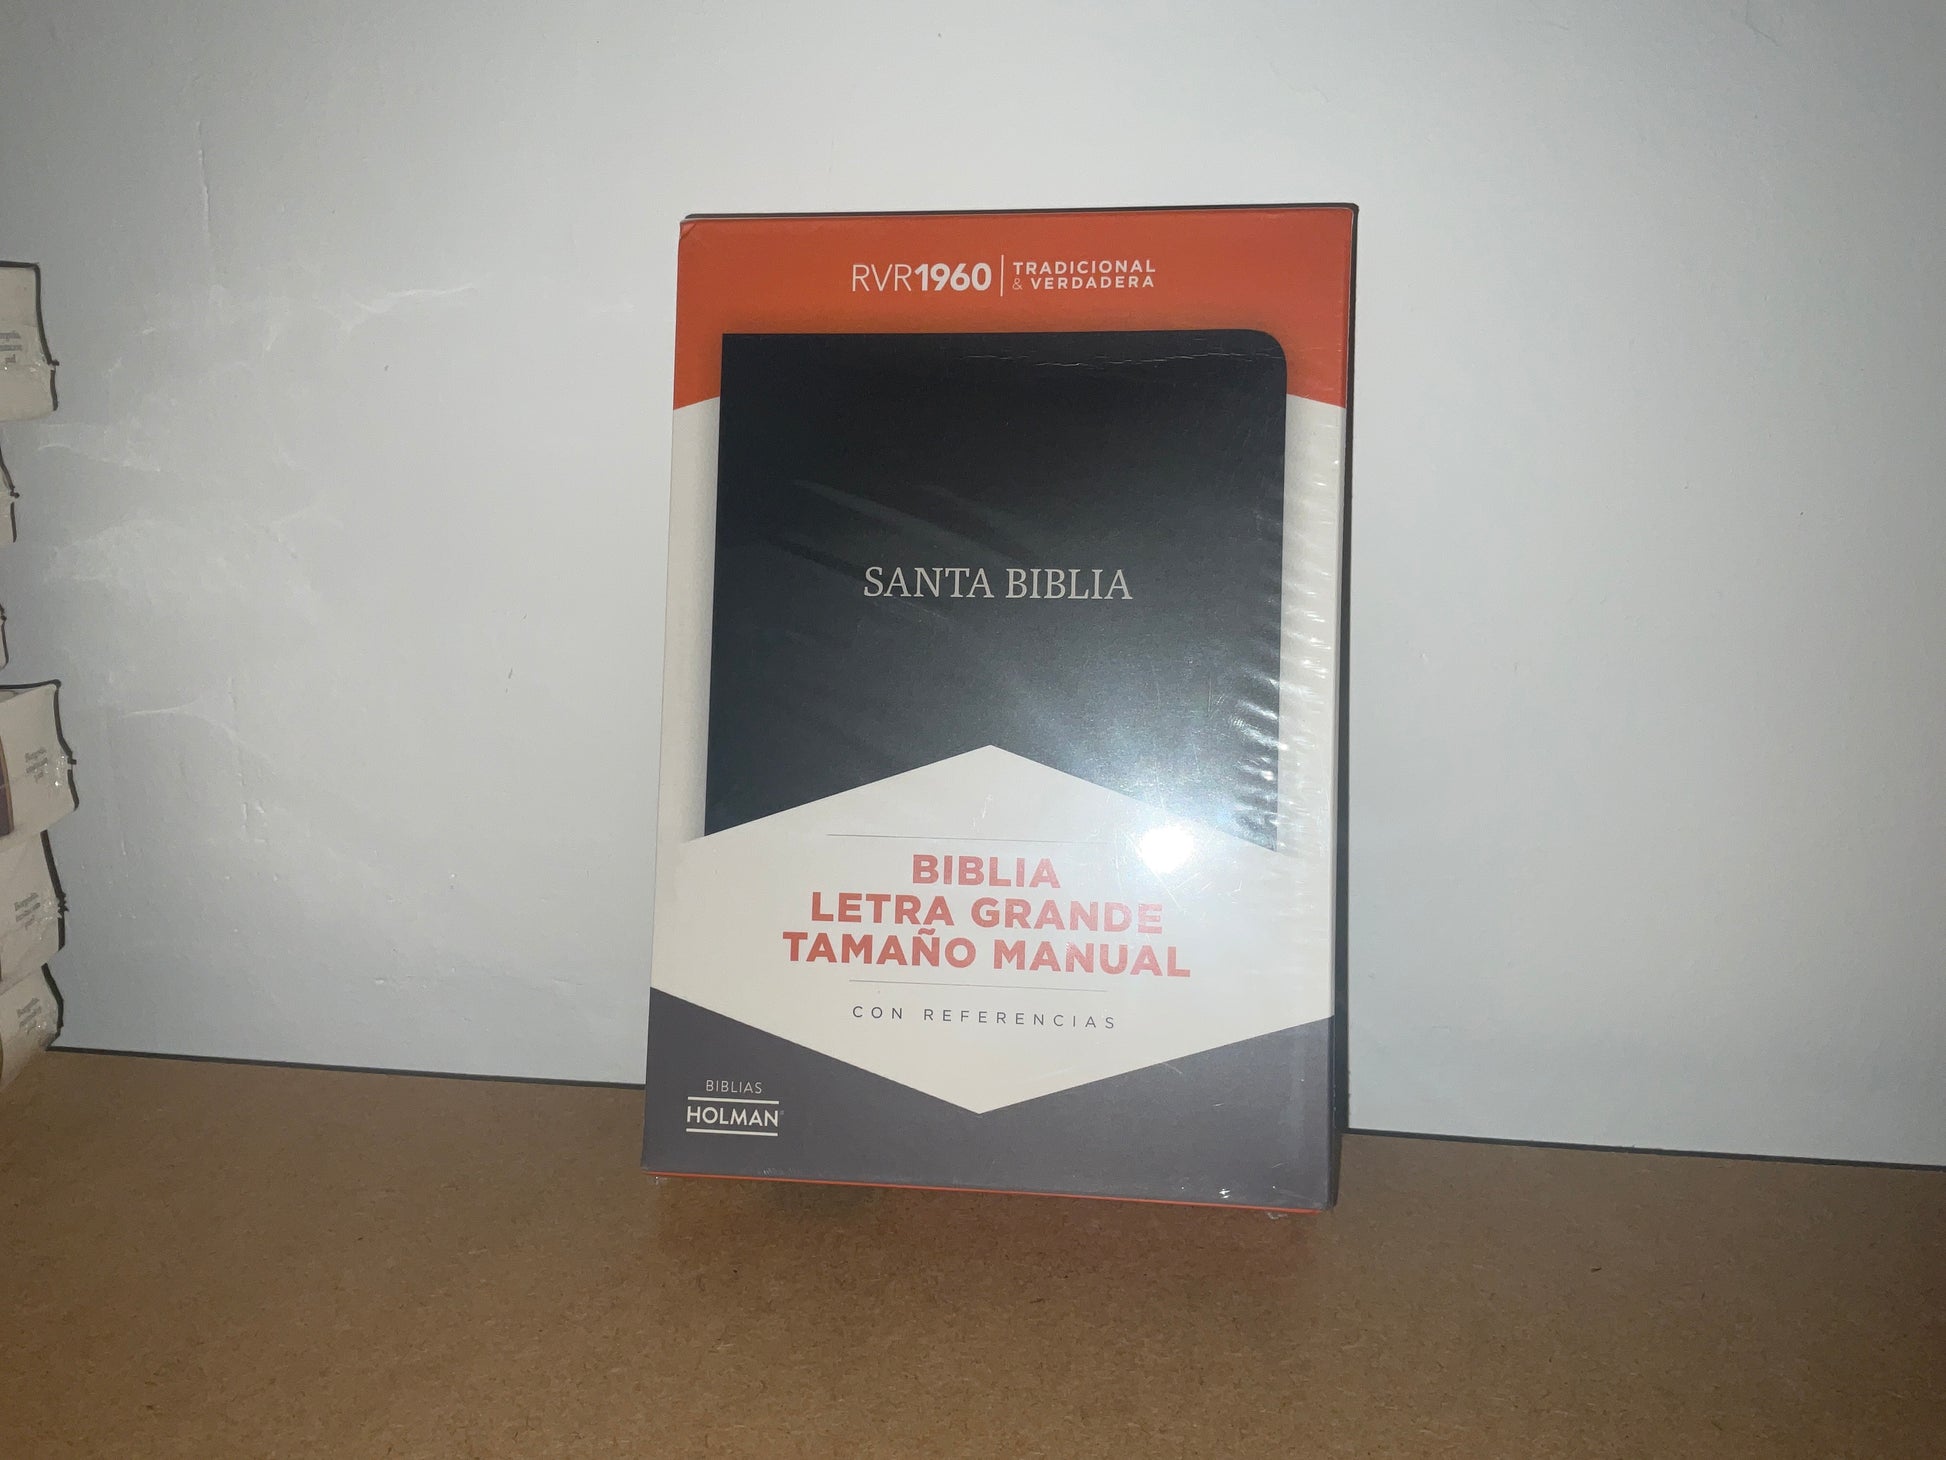 RVR1960
TRADICIONAL
& VERDADERA
SANTA BIBLIA
BIBLIA
LETRA GRANDE
TAMAÑO MANUAL
CON REFERENCIAS
BIBLIAS
HOLMAN